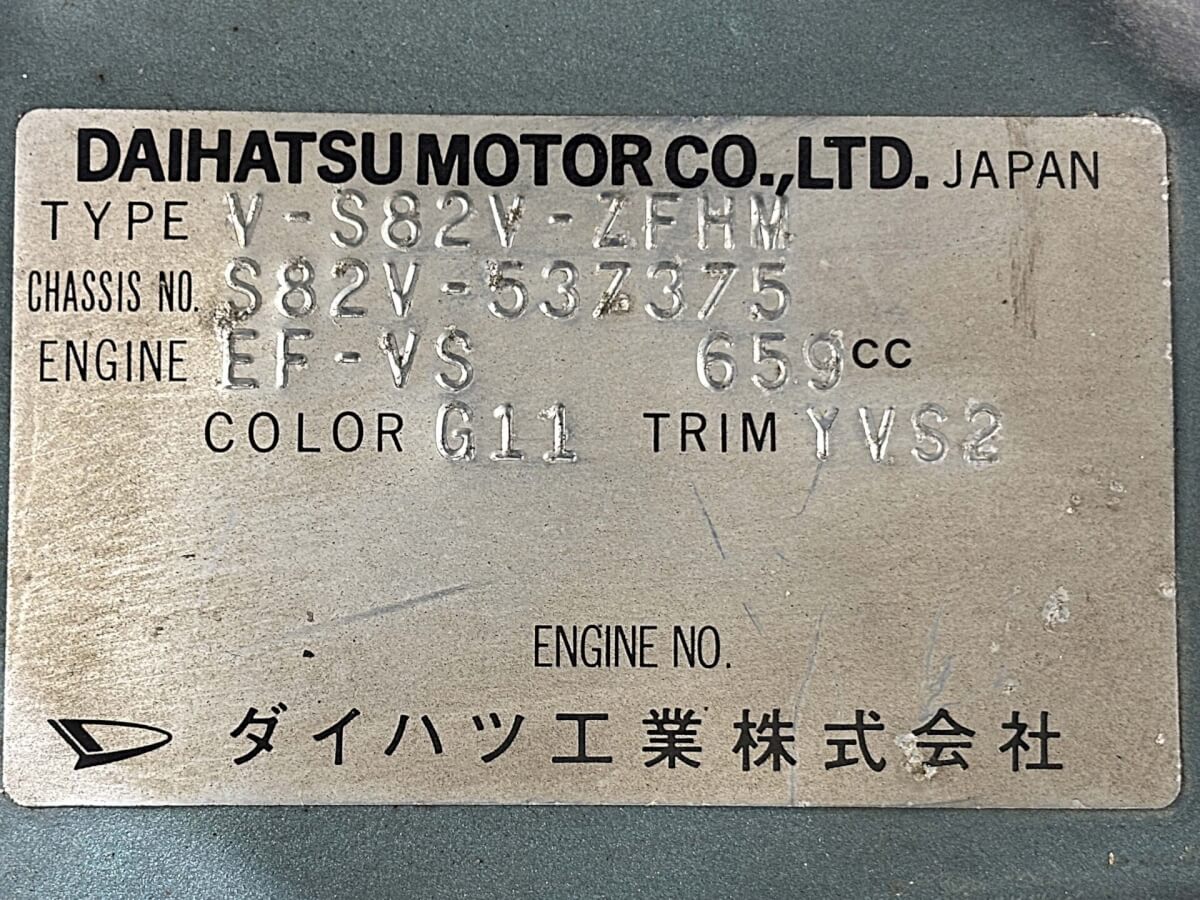 DAIHATSU MOTOR CO., LTD. JAPAN
TYPE V-S82V-ZFHM
CHASSIS NO. S82V-537375
ENGINE EF-VS 659cc
COLOR G11 TRIM YVS2
ENGINE NO.
ダイハツ工業株式会社